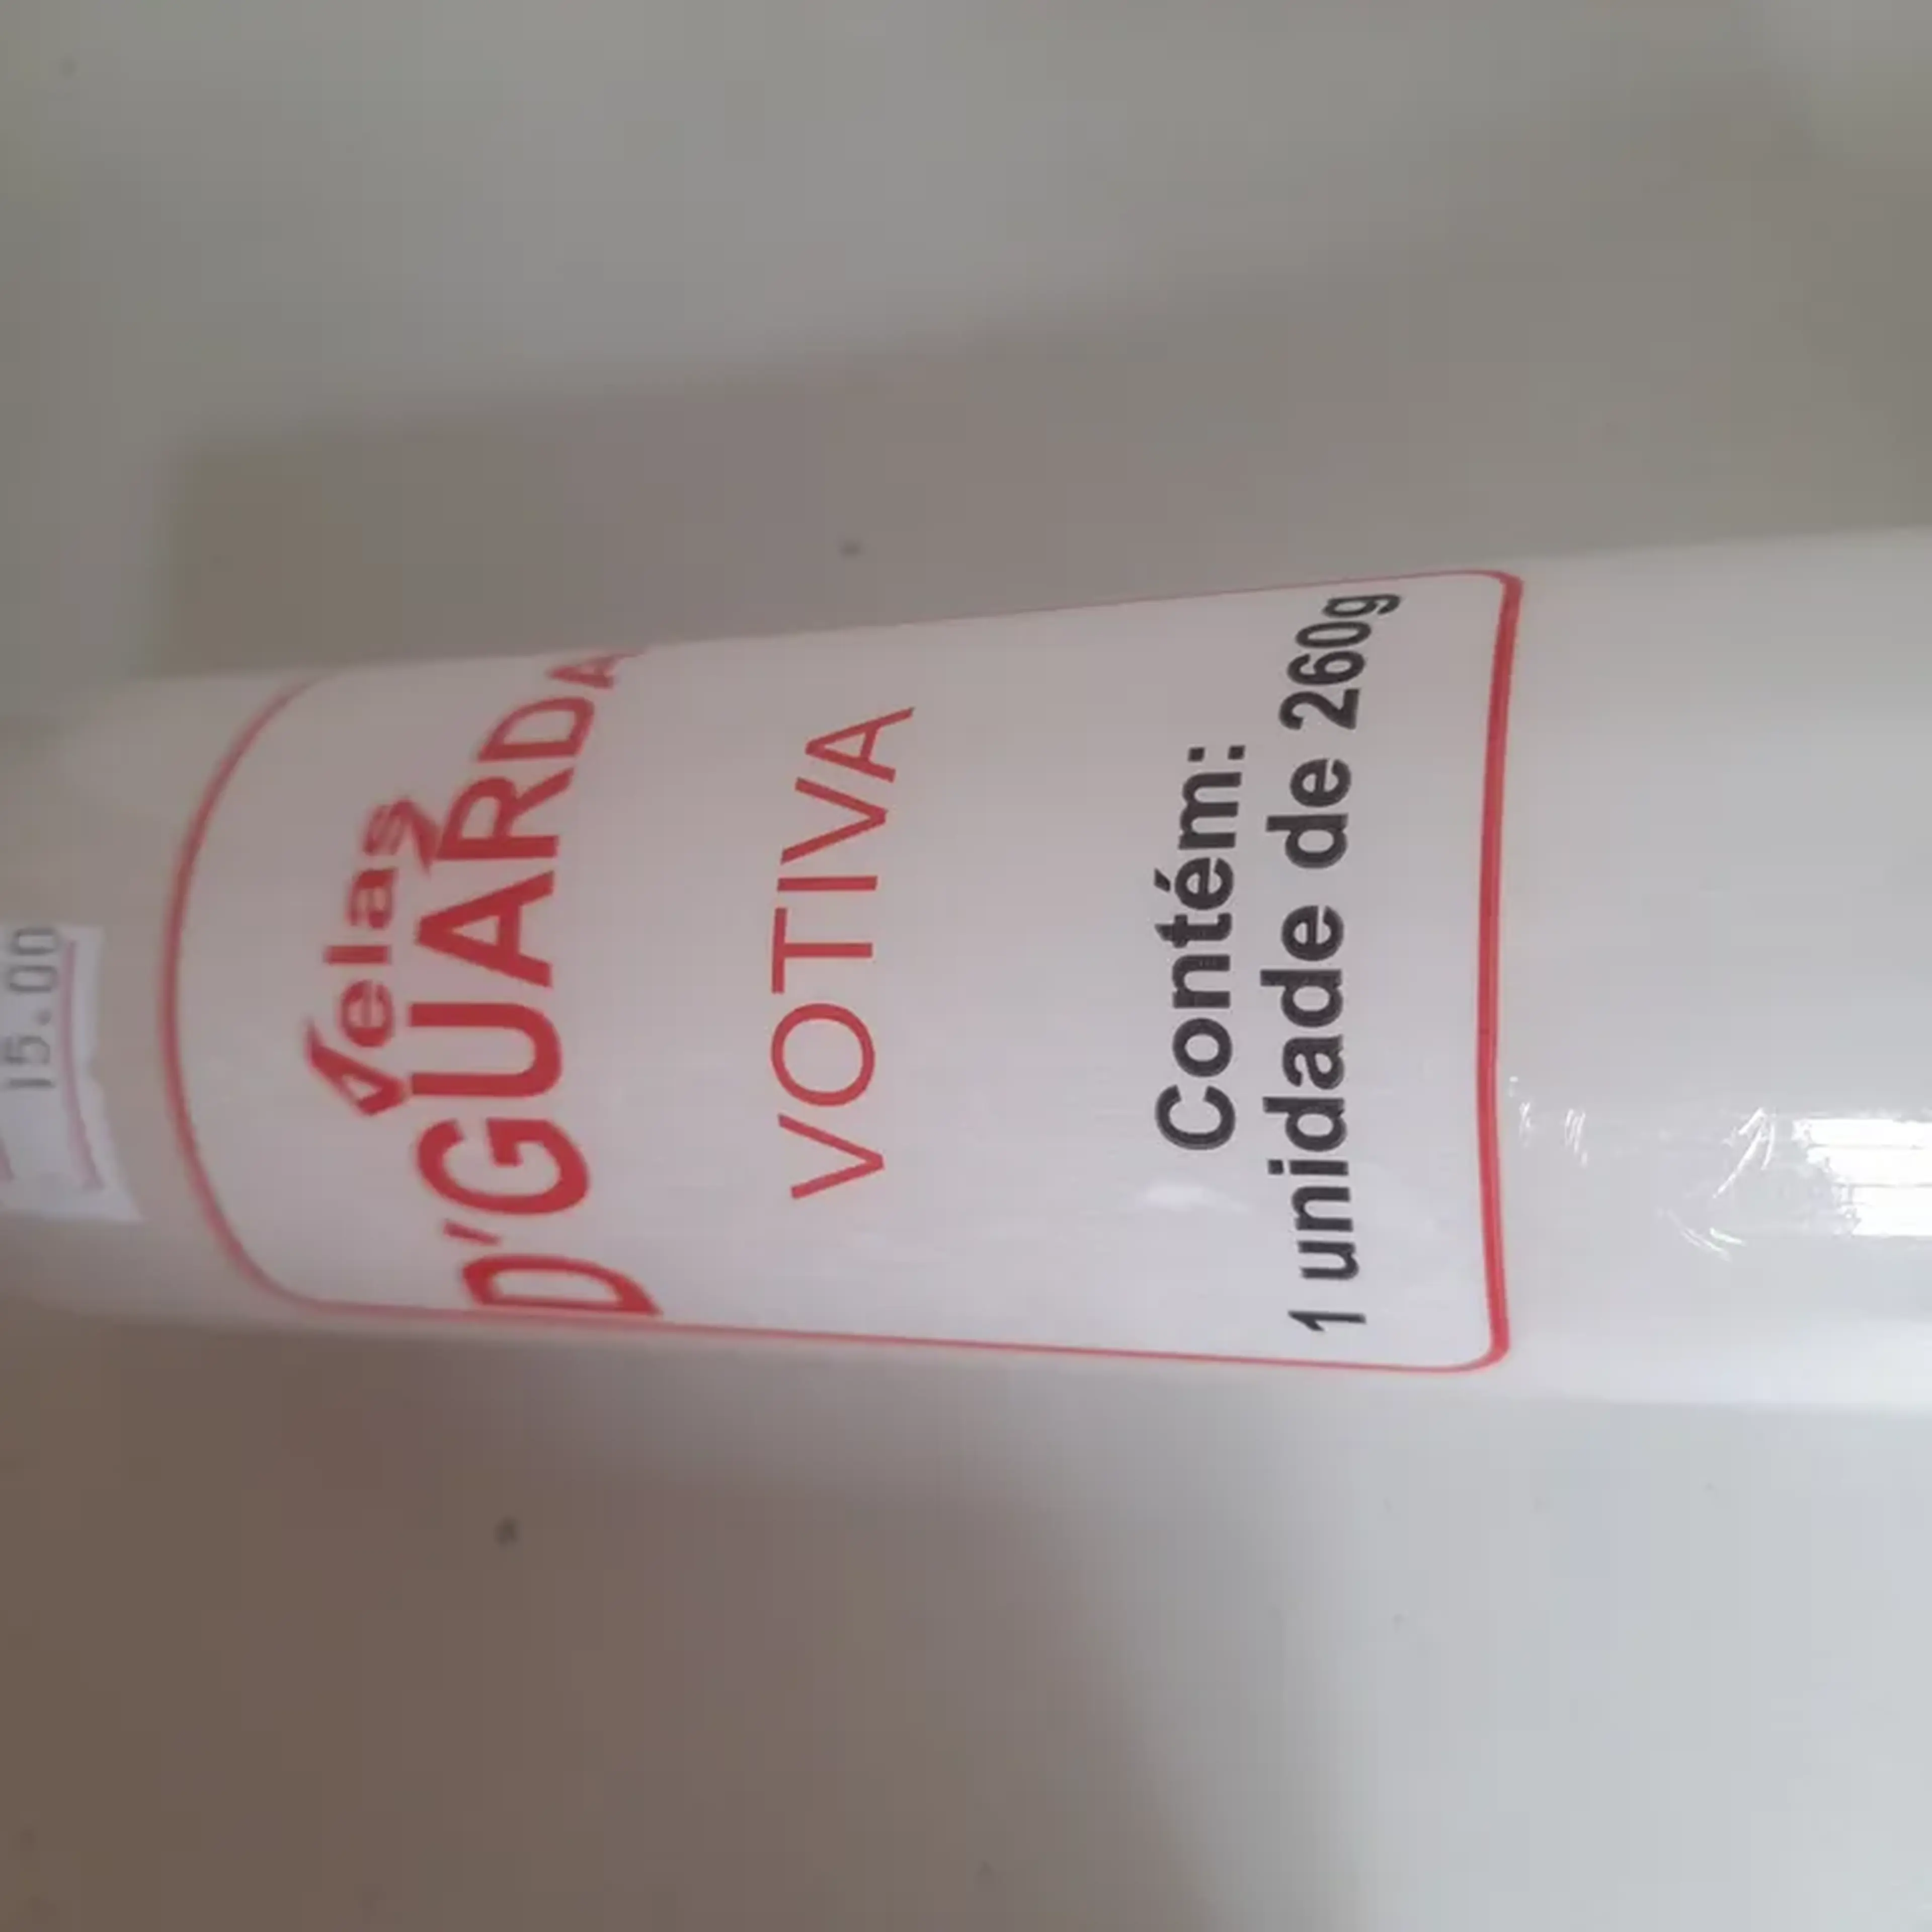 15.00
Velas
D'GUARDA
VOTIVA
Contém:
1 unidade de 260g